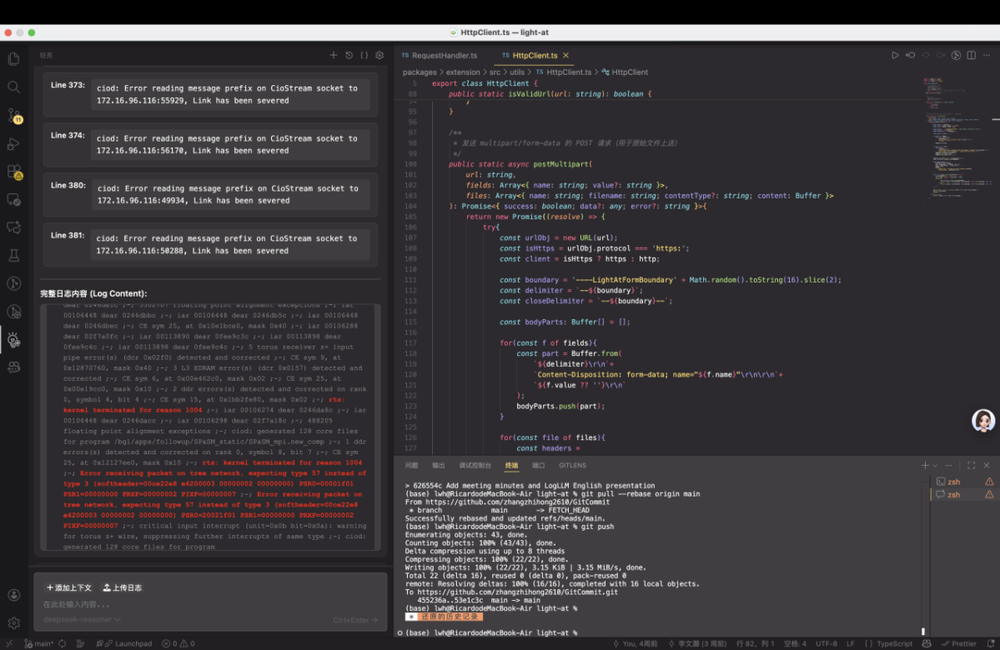 HttpClient.ts — light-at
轻亮
Line 373:
ciod: Error reading message prefix on CioStream socket to
172.16.96.116:55929, Link has been severed
Line 374:
ciod: Error reading message prefix on CioStream socket to
172.16.96.116:56170, Link has been severed
Line 380:
ciod: Error reading message prefix on CioStream socket to
172.16.96.116:49934, Link has been severed
Line 381:
ciod: Error reading message prefix on CioStream socket to
172.16.96.116:50288, Link has been severed
完整日志内容 (Log Content):
00106448 dear 0246dbbc ;-; iar 00106448 dear 0246db5c ;-; iar 00106448
dear 0246dbec ;-; CE sym 25, at 0x10e1bce0, mask 0x40 ;-; iar 00106288
dear 02f7a0fc ;-; iar 00113890 dear 0fee9c3c ;-; iar 00113898 dear
0fee9c4c ;-; iar 00113898 dear 0fee9c4c ;-; 5 torus receiver z+ input
pipe error(s) (dcr 0x02f0) detected and corrected ;-; CE sym 9, at
0x12870760, mask 0x40 ;-; 3 L3 EDRAM error(s) (dcr 0x0157) detected and
corrected ;-; CE sym 6, at 0x00e462c0, mask 0x02 ;-; CE sym 25, at
0x00e19cc0, mask 0x10 ;-; 2 ddr errors(s) detected and corrected on rank
0, symbol 4, bit 4 ;-; CE sym 15, at 0x1bb2fe80, mask 0x02 ;-; rts:
kernel terminated for reason 1004 ;-; iar 00106274 dear 0246da8c ;-; iar
00106448 dear 0246dacc ;-; iar 00106298 dear 02f7a18c ;-; 488205
floating point alignment exceptions ;-; ciod: generated 128 core files
for program /bgl/apps/followup/SPaSM_static/SPaSM_mpi.new_comp ;-; 1 ddr
errors(s) detected and corrected on rank 0, symbol 8, bit 7 ;-; CE sym
25, at 0x12127ee0, mask 0x10 ;-; rts: kernel terminated for reason 1004
;-; Error receiving packet on tree network, expecting type 57 instead of
type 3 (softheader=00ce22e8 e6200003 00000002 00000000) PSR0=00001f01
PSR1=00000000 PRXF=00000002 PIXF=00000007 ;-; Error receiving packet on
tree network, expecting type 57 instead of type 3 (softheader=00ce22e8
e6200003 00000002 00000000) PSR0=20021f01 PSR1=00000000 PRXF=00000002
PIXF=00000007 ;-; critical input interrupt (unit=0x0b bit=0x0a): warning
for torus z+ wire, suppressing further interrupts of same type ;-; ciod:
generated 128 core files for program
添加上下文 上传日志
在此处输入内容...
deepseek-reasoner
Ctrl+Enter
11
TS RequestHandler.ts
TS HttpClient.ts
packages > extension > src > utils > TS HttpClient.ts > HttpClient
5 export class HttpClient {
88 public static isValidUrl(url: string): boolean {
94 }
95 }
96
97 /**
98 * 发送 multipart/form-data 的 POST 请求（用于原始文件上送）
99 */
100 public static async postMultipart(
101 url: string,
102 fields: Array<{ name: string; value?: string }>,
103 files: Array<{ name: string; filename: string; contentType?: string; content: Buffer }>
104 ): Promise<{ success: boolean; data?: any; error?: string }>{
105 return new Promise((resolve) => {
106 try{
107 const urlObj = new URL(url);
108 const isHttps = urlObj.protocol === 'https:';
109 const client = isHttps ? https : http;
110
111 const boundary = '----LightAtFormBoundary' + Math.random().toString(16).slice(2);
112 const delimiter = `--${boundary}`;
113 const closeDelimiter = `--${boundary}--`;
114
115 const bodyParts: Buffer[] = [];
116
117 for(const f of fields){
118 const part = Buffer.from(
119 `${delimiter}\r\n`+
120 `Content-Disposition: form-data; name="${f.name}"\r\n\r\n`+
121 `${f.value ?? ''}\r\n`
122 );
123 bodyParts.push(part);
124 }
125
126 for(const file of files){
127 const headers =
问题 输出 调试控制台 终端 端口 GITLENS
> 626554c Add meeting minutes and LogLLM English presentation
(base) lwh@RicardodeMacBook-Air light-at % git pull --rebase origin main
From https://github.com/zhangzhihong2610/GitCommit
* branch main -> FETCH_HEAD
Successfully rebased and updated refs/heads/main.
(base) lwh@RicardodeMacBook-Air light-at % git push
Enumerating objects: 43, done.
Counting objects: 100% (43/43), done.
Delta compression using up to 8 threads
Compressing objects: 100% (22/22), done.
Writing objects: 100% (22/22), 3.15 KiB | 3.15 MiB/s, done.
Total 22 (delta 16), reused 0 (delta 0), pack-reused 0
remote: Resolving deltas: 100% (16/16), completed with 16 local objects.
To https://github.com/zhangzhihong2610/GitCommit.git
455236a..53e1c3c main -> main
(base) lwh@RicardodeMacBook-Air light-at %
* 还原的历史记录
(base) lwh@RicardodeMacBook-Air light-at %
zsh
zsh
main* Launchpad 0 0 You, 4周前 李文灏 (3 周前) 行 82，列 1 空格: 4 UTF-8 LF {} TypeScript Prettier